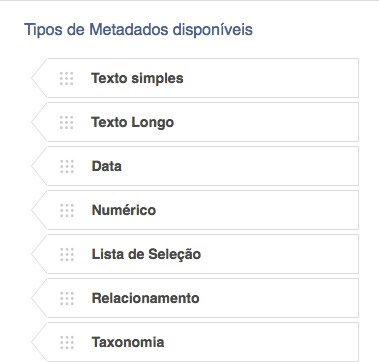 Tipos de Metadados disponíveis
Texto simples
Texto Longo
Data
Numérico
Lista de Seleção
Relacionamento
Taxonomia